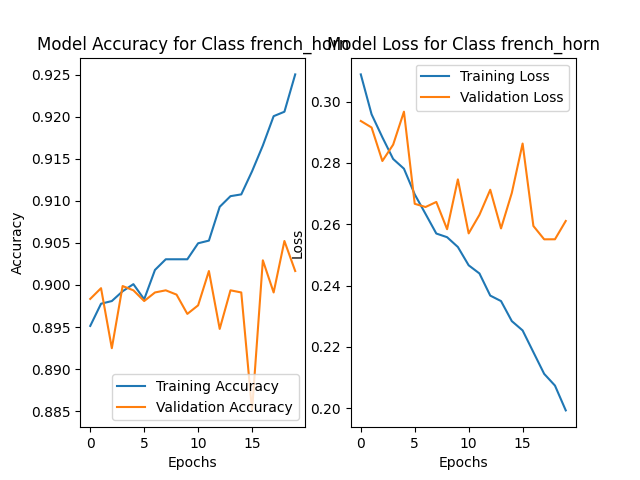 Model Accuracy for Class french_horn
0.925
0.920
0.915
0.910
0.905
0.900
0.895
0.890
0.885
Accuracy
0
5
10
15
Epochs
Training Accuracy
Validation Accuracy
Model Loss for Class french_horn
0.30
0.28
0.26
0.24
0.22
0.20
Loss
0
5
10
15
Epochs
Training Loss
Validation Loss